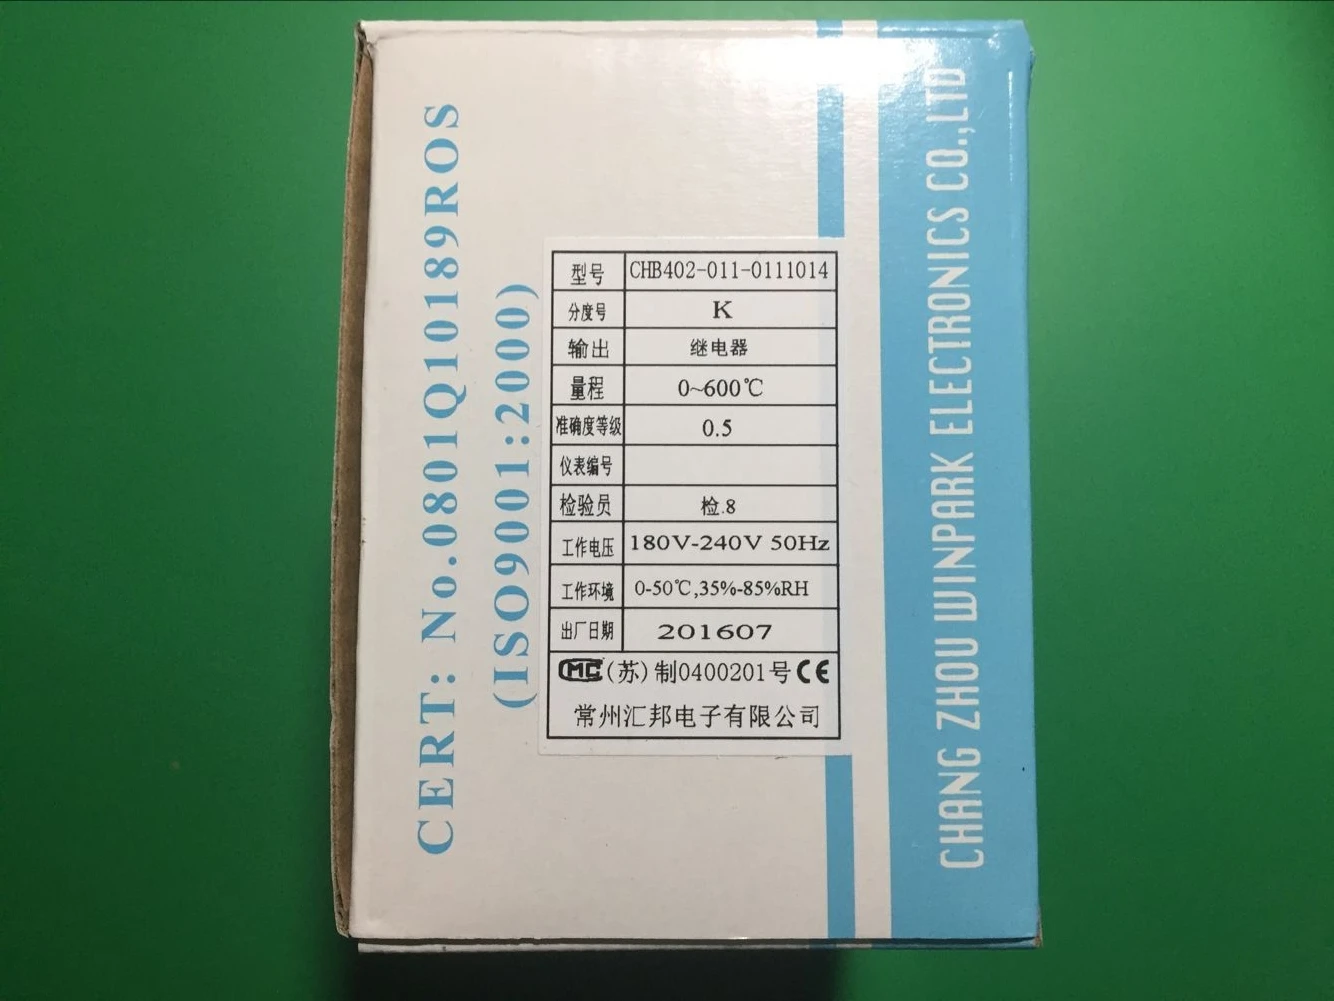 CERT: No.0801Q10189ROS
(ISO9001:2000)
型号 CHB402-011-0111014
分度号 K
输出 继电器
量程 0~600℃
准确度等级 0.5
仪表编号
检验员 检.8
工作电压 180V-240V 50Hz
工作环境 0-50℃,35%-85%RH
出厂日期 201607
MC (苏)制0400201号 CE
常州汇邦电子有限公司
CHANG ZHOU WINPARK ELECTRONICS CO.,LTD